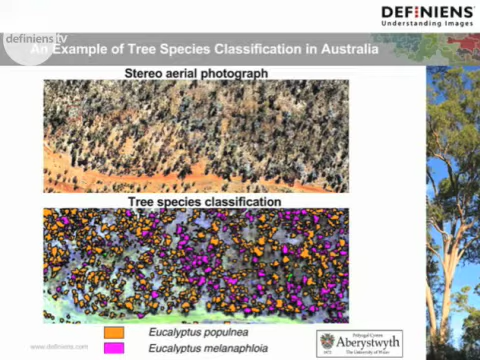 DEFINIENS
Understanding Images
definiens tv
An Example of Tree Species Classification in Australia
Stereo aerial photograph
Tree species classification
Eucalyptus populnea
Eucalyptus melanaphloia
www.definiens.com
Prifysgol Cymru
Aberystwyth
The University of Wales
1872